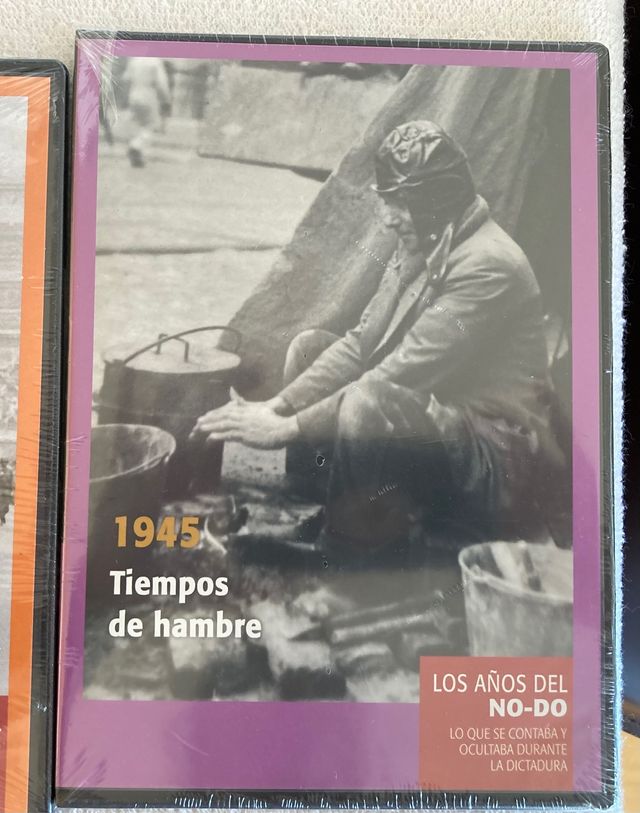 1945
Tiempos
de hambre
LOS AÑOS DEL
NO-DO
LO QUE SE CONTABA Y
OCULTABA DURANTE
LA DICTADURA